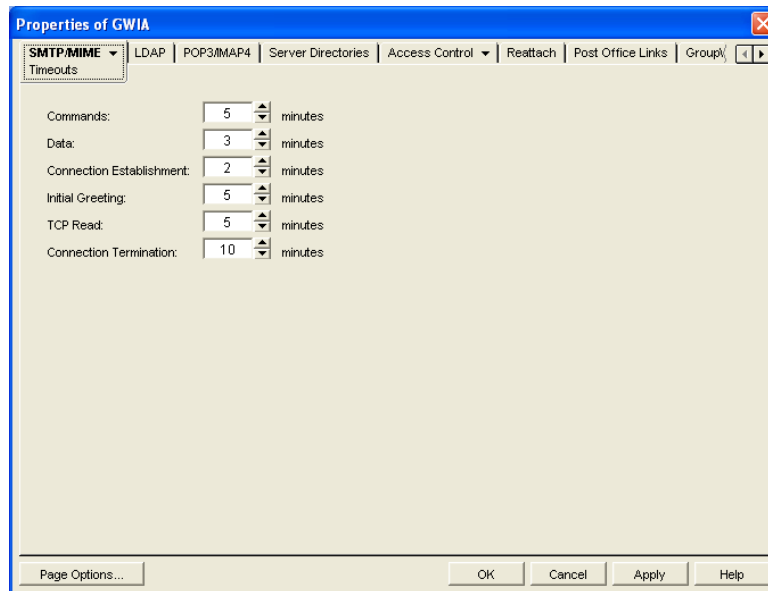 Properties of GWIA
SMTP/MIME LDAP POP3/IMAP4 Server Directories Access Control Reattach Post Office Links GroupW
Timeouts
Commands: 5 minutes
Data: 3 minutes
Connection Establishment: 2 minutes
Initial Greeting: 5 minutes
TCP Read: 5 minutes
Connection Termination: 10 minutes
Page Options... OK Cancel Apply Help